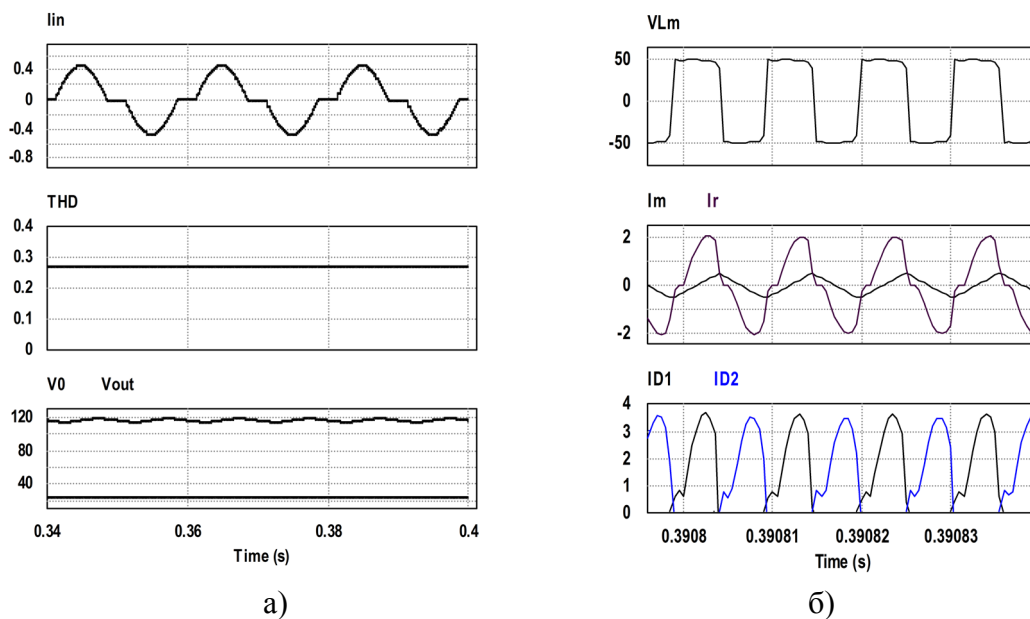 Iin
0.4
0
-0.4
-0.8
THD
0.4
0.3
0.2
0.1
0
V0 Vout
120
80
40
0.34 0.36 0.38 0.4
Time (s)
а)
VLm
50
0
-50
Im Ir
2
0
-2
ID1 ID2
4
3
2
1
0
0.3908 0.39081 0.39082 0.39083
Time (s)
б)